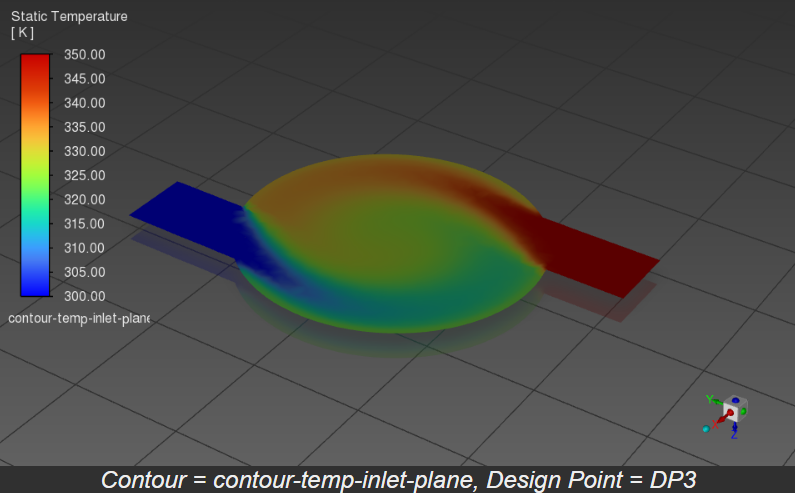 Static Temperature
[ K ]
350.00
345.00
340.00
335.00
330.00
325.00
320.00
315.00
310.00
305.00
300.00
contour-temp-inlet-plane
Y
X
Z
Contour = contour-temp-inlet-plane, Design Point = DP3